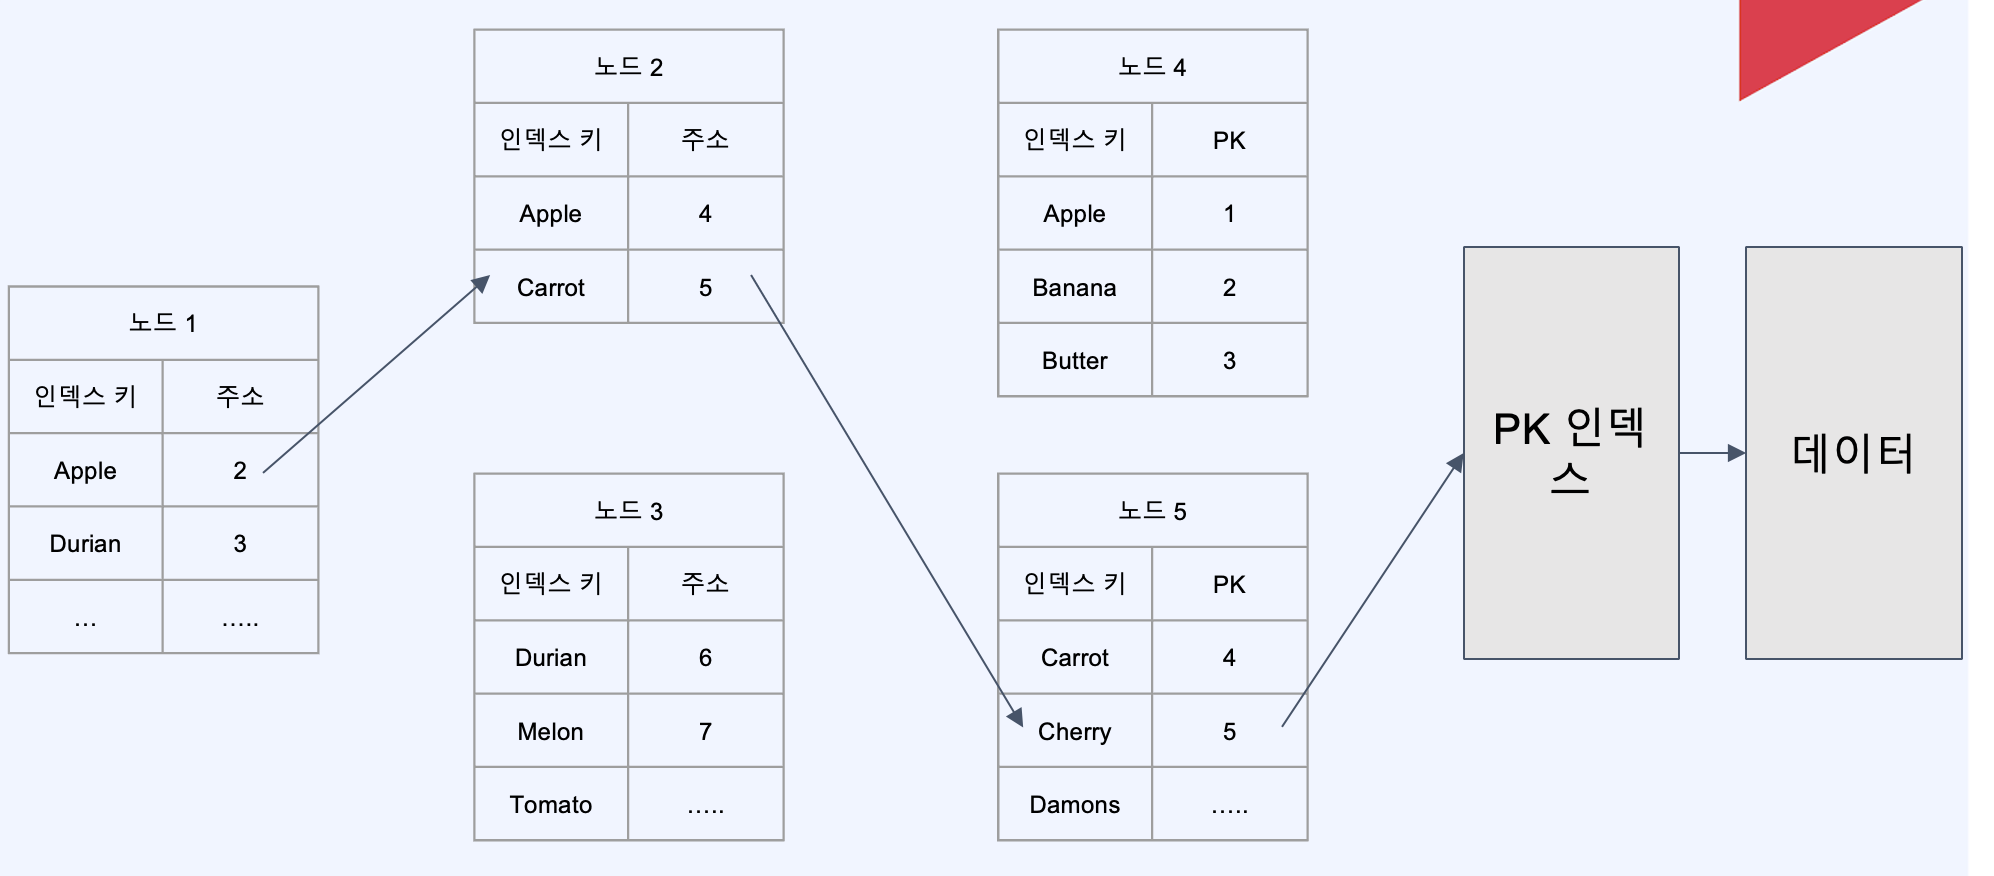 노드 1
인덱스 키 주소
Apple 2
Durian 3
... .....
노드 2
인덱스 키 주소
Apple 4
Carrot 5
노드 3
인덱스 키 주소
Durian 6
Melon 7
Tomato .....
노드 4
인덱스 키 PK
Apple 1
Banana 2
Butter 3
노드 5
인덱스 키 PK
Carrot 4
Cherry 5
Damons .....
PK 인덱
스
데이터